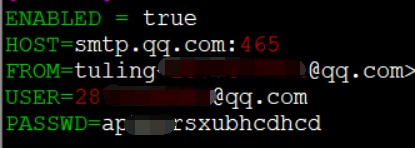 ENABLED = true
HOST=smtp.qq.com:465
FROM=tuling @qq.com>
USER=28 @qq.com
PASSWD=ap rsxubhcdhcd